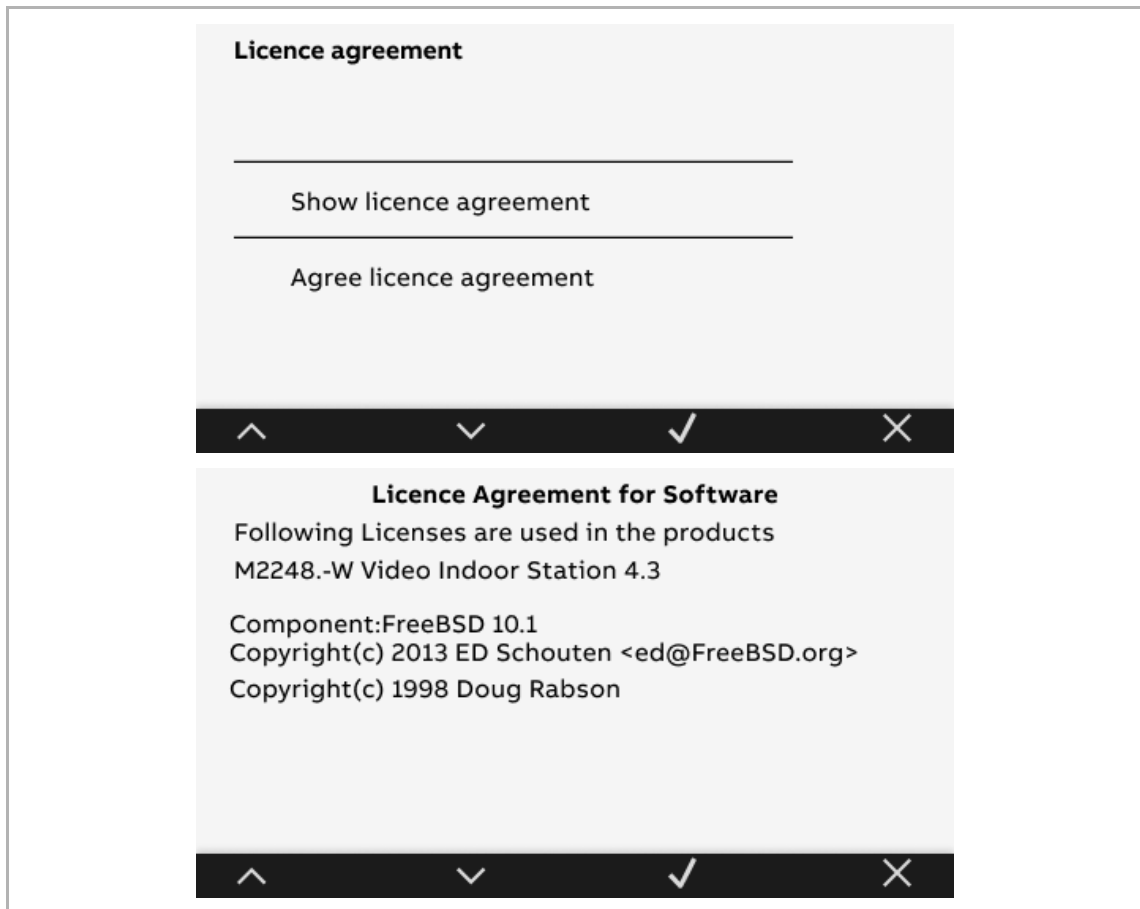 Licence agreement
Show licence agreement
Agree licence agreement
Licence Agreement for Software
Following Licenses are used in the products
M2248.-W Video Indoor Station 4.3
Component:FreeBSD 10.1
Copyright(c) 2013 ED Schouten <ed@FreeBSD.org>
Copyright(c) 1998 Doug Rabson